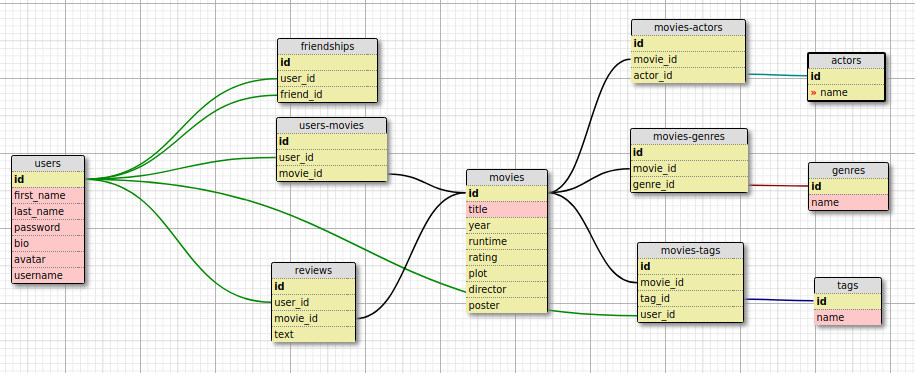 friendships
id
user_id
friend_id
users-movies
id
user_id
movie_id
users
id
first_name
last_name
password
bio
avatar
username
reviews
id
user_id
movie_id
text
movies
id
title
year
runtime
rating
plot
director
poster
movies-actors
id
movie_id
actor_id
actors
id
» name
movies-genres
id
movie_id
genre_id
genres
id
name
movies-tags
id
movie_id
tag_id
user_id
tags
id
name